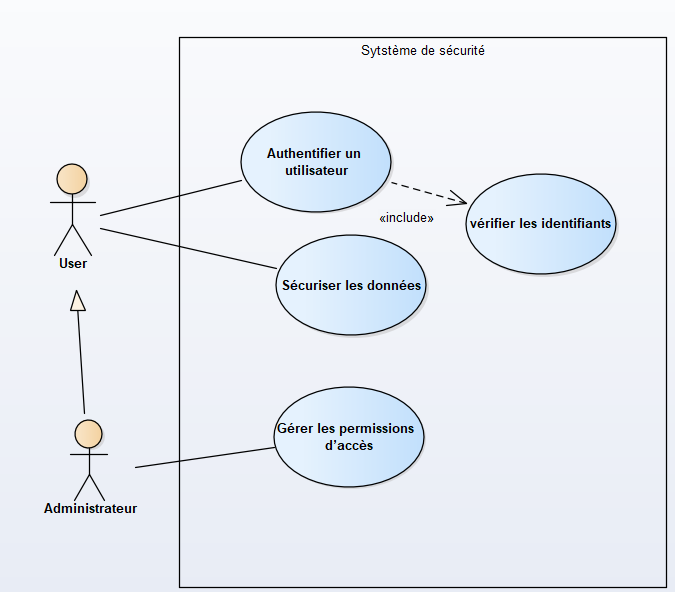 Sytstème de sécurité
Authentifier un
utilisateur
«include»
vérifier les identifiants
User
Sécuriser les données
Gérer les permissions
d'accès
Administrateur